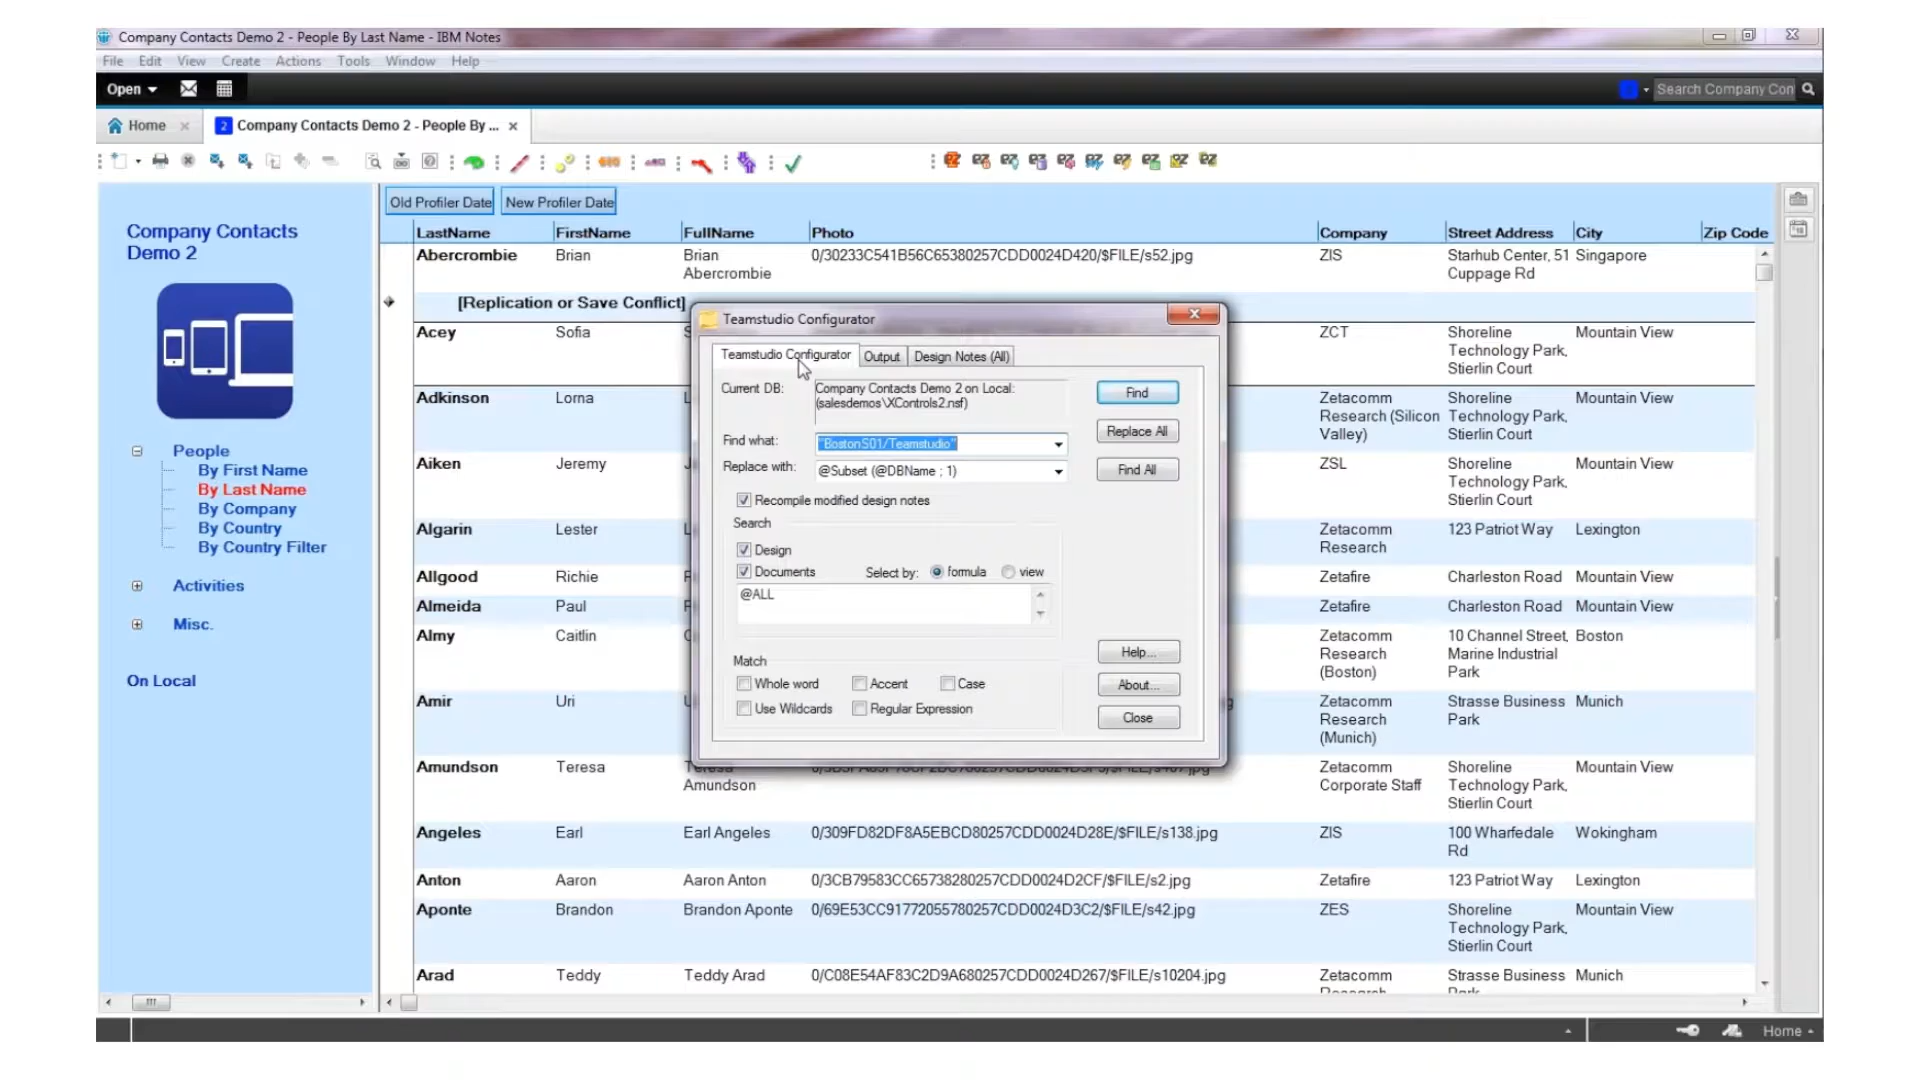 Company Contacts Demo 2 - People By Last Name - IBM Notes
File Edit View Create Actions Tools Window Help
Open
Search Company Con
Home
2 Company Contacts Demo 2 - People By ...
Old Profiler Date New Profiler Date
Company Contacts
Demo 2
People
By First Name
By Last Name
By Company
By Country
By Country Filter
Activities
Misc.
On Local
LastName FirstName FullName Photo Company Street Address City Zip Code
Abercrombie Brian Brian 0/30233C541B56C65380257CDD0024D420/$FILE/s52.jpg ZIS Starhub Center, 51 Singapore
Abercrombie Cuppage Rd
[Replication or Save Conflict]
Acey Sofia ZCT Shoreline Mountain View
Technology Park,
Stierlin Court
Adkinson Lorna Zetacomm Shoreline Mountain View
Research (Silicon Technology Park,
Valley) Stierlin Court
Aiken Jeremy ZSL Shoreline Mountain View
Technology Park,
Stierlin Court
Algarin Lester Zetacomm 123 Patriot Way Lexington
Research
Allgood Richie Zetafire Charleston Road Mountain View
Almeida Paul Zetafire Charleston Road Mountain View
Almy Caitlin Zetacomm 10 Channel Street, Boston
Research Marine Industrial
(Boston) Park
Amir Uri Zetacomm Strasse Business Munich
Research Park
(Munich)
Amundson Teresa Teresa Zetacomm Shoreline Mountain View
Amundson Corporate Staff Technology Park,
Stierlin Court
Angeles Earl Earl Angeles 0/309FD82DF8A5EBCD80257CDD0024D28E/$FILE/s138.jpg ZIS 100 Wharfedale Wokingham
Rd
Anton Aaron Aaron Anton 0/3CB79583CC65738280257CDD0024D2CF/$FILE/s2.jpg Zetafire 123 Patriot Way Lexington
Aponte Brandon Brandon Aponte 0/69E53CC91772055780257CDD0024D3C2/$FILE/s42.jpg ZES Shoreline Mountain View
Technology Park,
Stierlin Court
Arad Teddy Teddy Arad 0/C08E54AF83C2D9A680257CDD0024D267/$FILE/s10204.jpg Zetacomm Strasse Business Munich
Teamstudio Configurator
Teamstudio Configurator Output Design Notes (All)
Current DB: Company Contacts Demo 2 on Local:
(salesdemos\XControls2.nsf)
Find
Find what: "BostonS01/Teamstudio"
Replace All
Replace with: @Subset (@DBName ; 1)
Find All
Recompile modified design notes
Search
Design
Documents Select by: formula view
@ALL
Help...
Match
Whole word Accent Case
About...
Use Wildcards Regular Expression
Close
Home